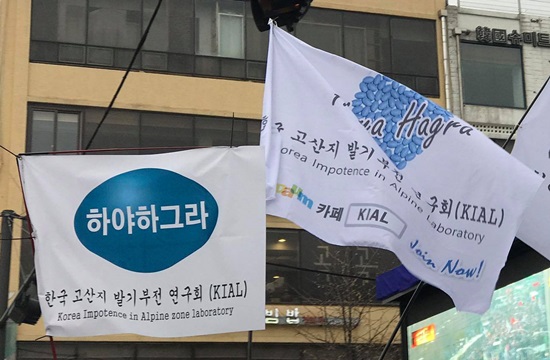 하야하그라
한국 고산지 발기부전 연구회 (KIAL)
Korea Impotence in Alpine zone laboratory
Hagra
고산지 발기부전 연구회(KIAL)
Korea Impotence in Alpine Laboratory
카페 KIAL
Join Now!
빔밥